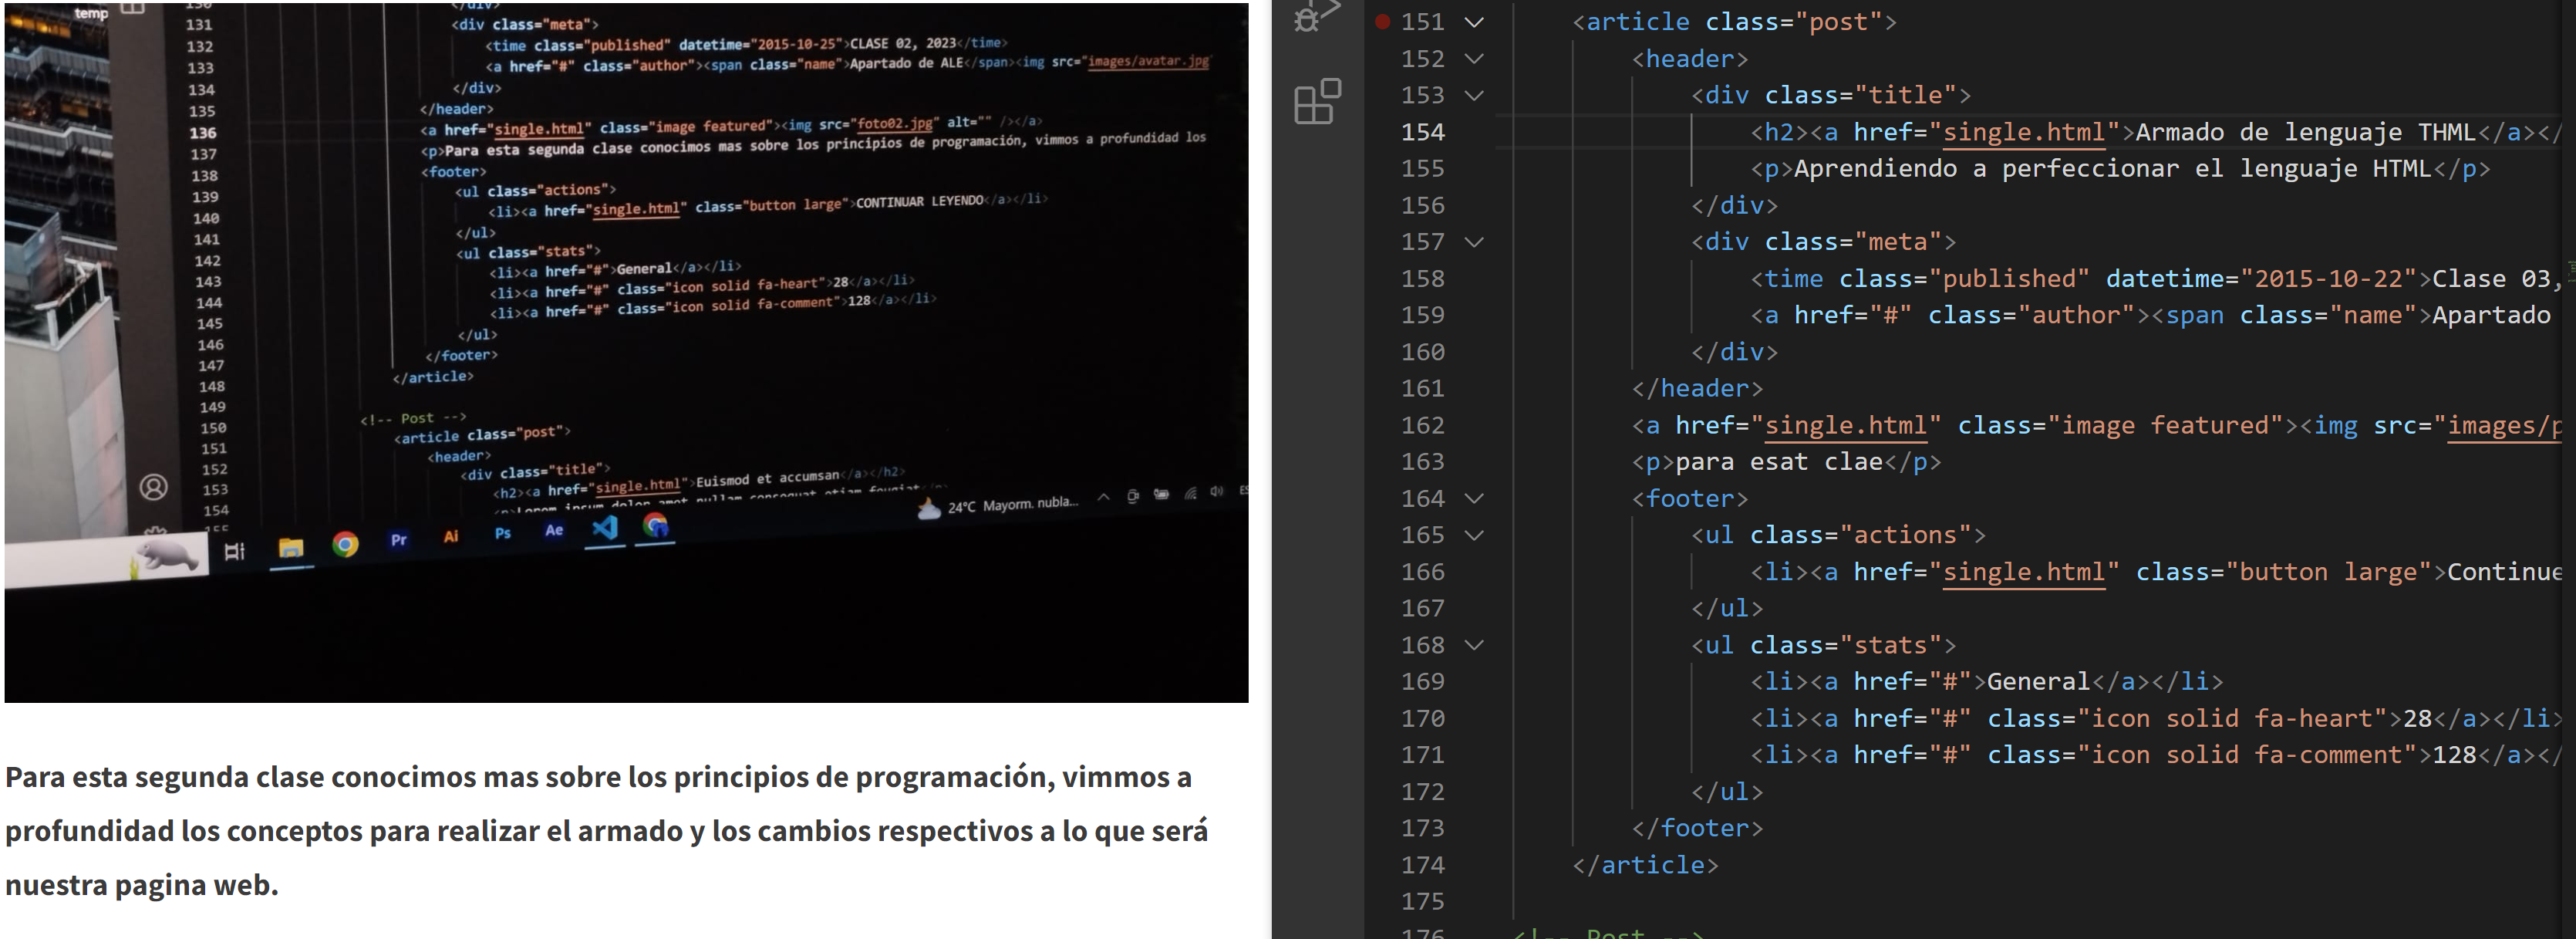 temp
131 <div class="meta">
132 <time class="published" datetime="2015-10-25">CLASE 02, 2023</time>
133 <a href="#" class="author"><span class="name">Apartado de ALE</span><img src="images/avatar.jpg
134 </div>
135 </header>
136 <a href="single.html" class="image featured"><img src="foto02.jpg" alt="" /></a>
137 <p>Para esta segunda clase conocimos mas sobre los principios de programación, vimmos a profundidad los
138 <footer>
139 <ul class="actions">
140 <li><a href="single.html" class="button large">CONTINUAR LEYENDO</a></li>
141 </ul>
142 <ul class="stats">
143 <li><a href="#">General</a></li>
144 <li><a href="#" class="icon solid fa-heart">28</a></li>
145 <li><a href="#" class="icon solid fa-comment">128</a></li>
146 </ul>
147 </footer>
148 </article>
149
150 <!-- Post -->
151 <article class="post">
152 <header>
153 <div class="title">
154 <h2><a href="single.html">Euismod et accumsan</a></h2>
24°C Mayorm. nubla...
Pr Ai Ps Ae
Para esta segunda clase conocimos mas sobre los principios de programación, vimmos a
profundidad los conceptos para realizar el armado y los cambios respectivos a lo que será
nuestra pagina web.
151 <article class="post">
152 <header>
153 <div class="title">
154 <h2><a href="single.html">Armado de lenguaje THML</a></
155 <p>Aprendiendo a perfeccionar el lenguaje HTML</p>
156 </div>
157 <div class="meta">
158 <time class="published" datetime="2015-10-22">Clase 03,
159 <a href="#" class="author"><span class="name">Apartado
160 </div>
161 </header>
162 <a href="single.html" class="image featured"><img src="images/p
163 <p>para esat clae</p>
164 <footer>
165 <ul class="actions">
166 <li><a href="single.html" class="button large">Continue
167 </ul>
168 <ul class="stats">
169 <li><a href="#">General</a></li>
170 <li><a href="#" class="icon solid fa-heart">28</a></li>
171 <li><a href="#" class="icon solid fa-comment">128</a></
172 </ul>
173 </footer>
174 </article>
175
176 <!-- Post -->